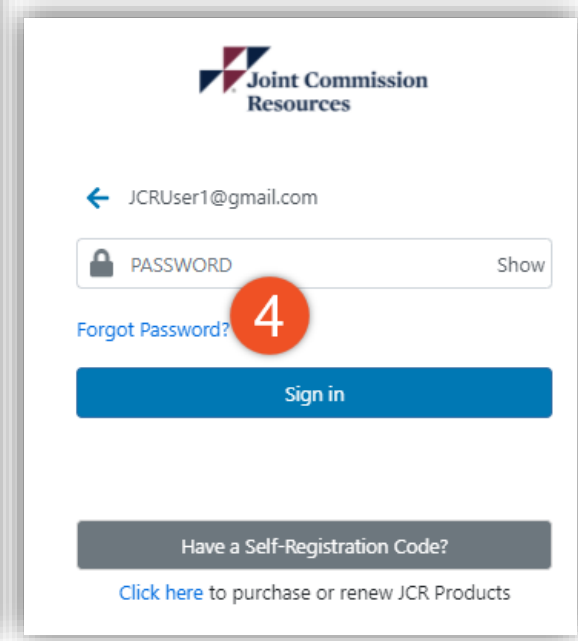 Joint Commission
Resources
JCRUser1@gmail.com
PASSWORD Show
Forgot Password? 4
Sign in
Have a Self-Registration Code?
Click here to purchase or renew JCR Products